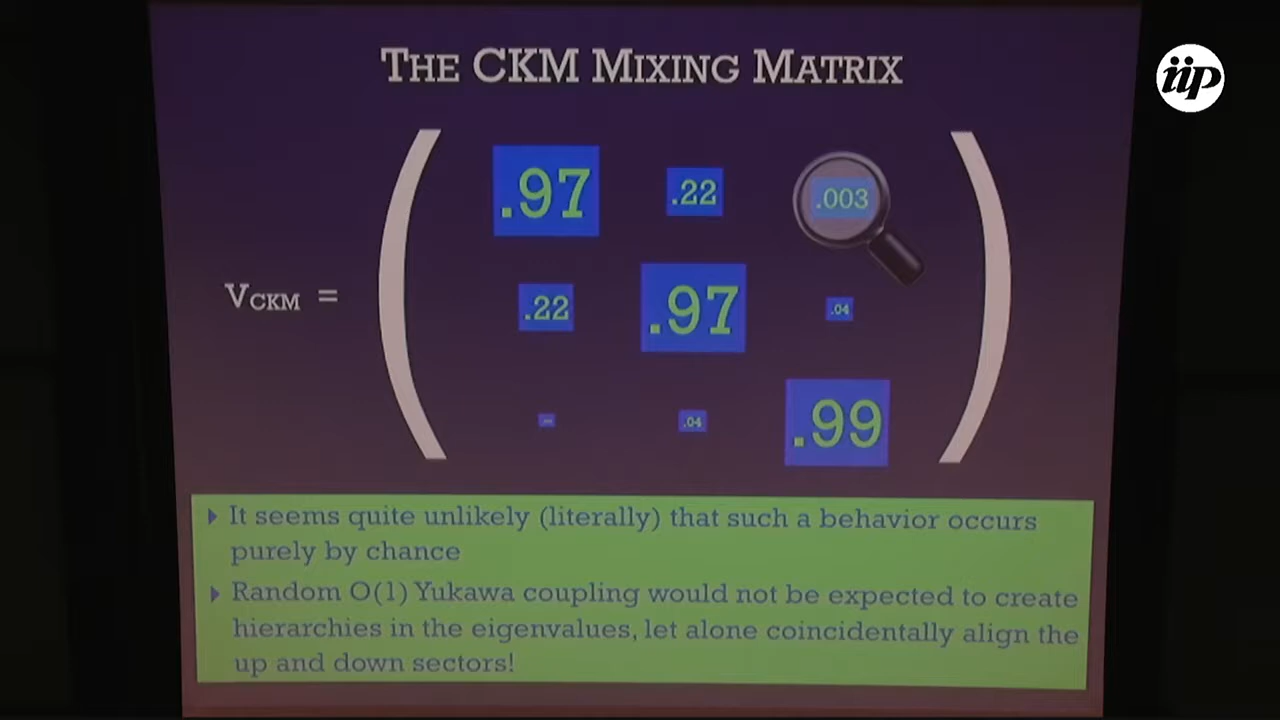 THE CKM MIXING MATRIX
iip
.97 .22 .003
VCKM = .22 .97 .04
.04 .99
It seems quite unlikely (literally) that such a behavior occurs
purely by chance
Random O(1) Yukawa coupling would not be expected to create
hierarchies in the eigenvalues, let alone coincidentally align the
up and down sectors!